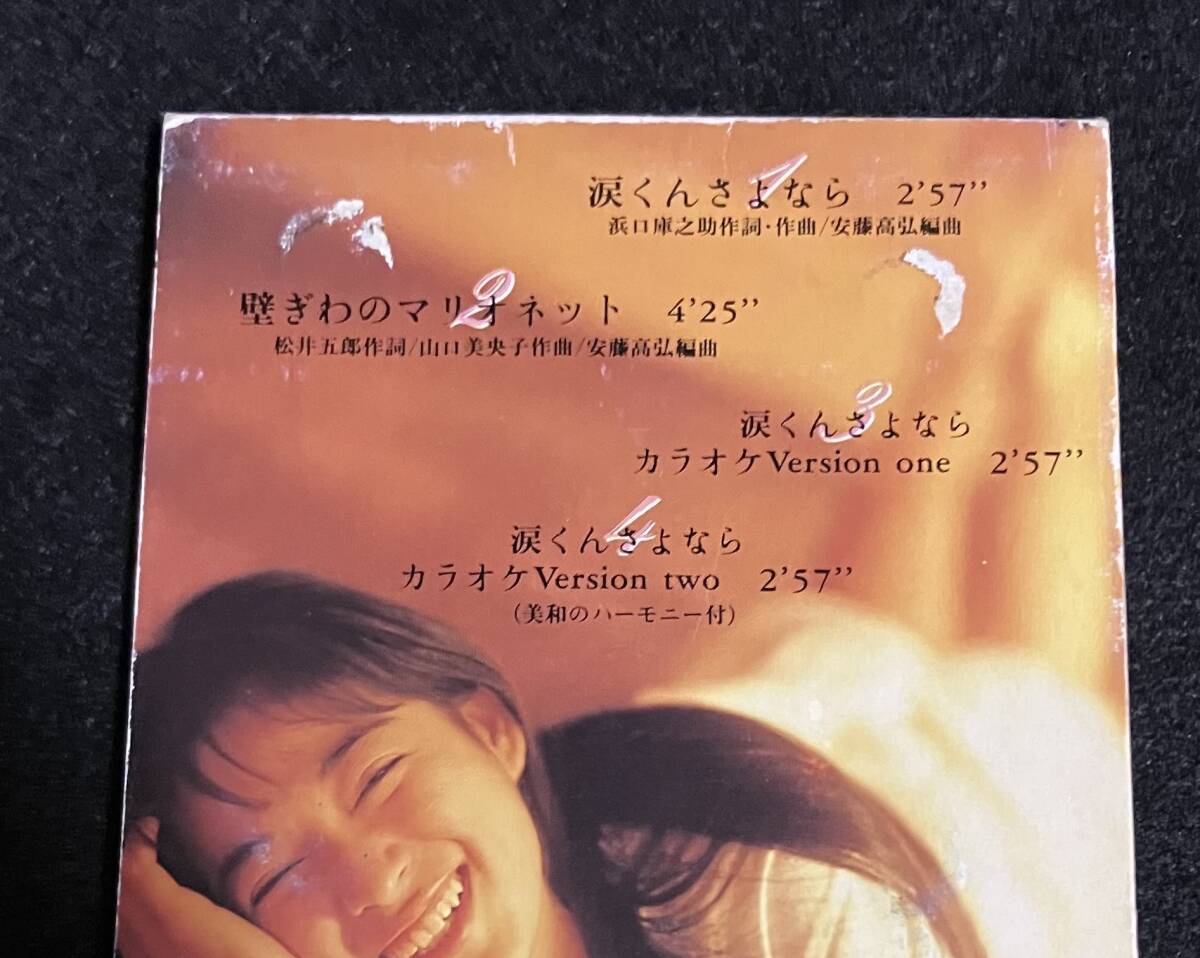 1
涙くんさよなら 2’57’’
浜口庫之助作詞・作曲/安藤高弘編曲
2
壁ぎわのマリオネット 4’25’’
松井五郎作詞/山口美央子作曲/安藤高弘編曲
3
涙くんさよなら
カラオケVersion one 2’57’’
4
涙くんさよなら
カラオケVersion two 2’57’’
(美和のハーモニー付)